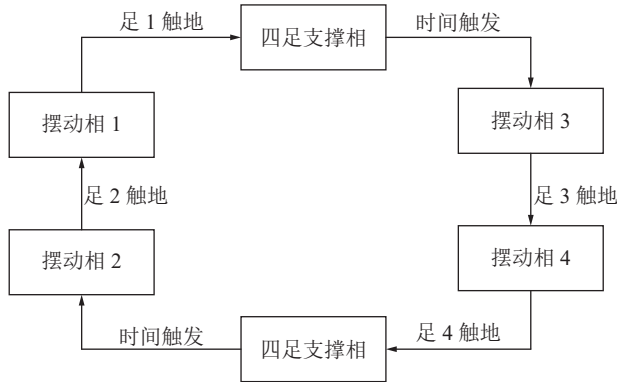 足 1 触地
四足支撑相
时间触发
摆动相 1
摆动相 3
足 2 触地
足 3 触地
摆动相 2
摆动相 4
时间触发
四足支撑相
足 4 触地